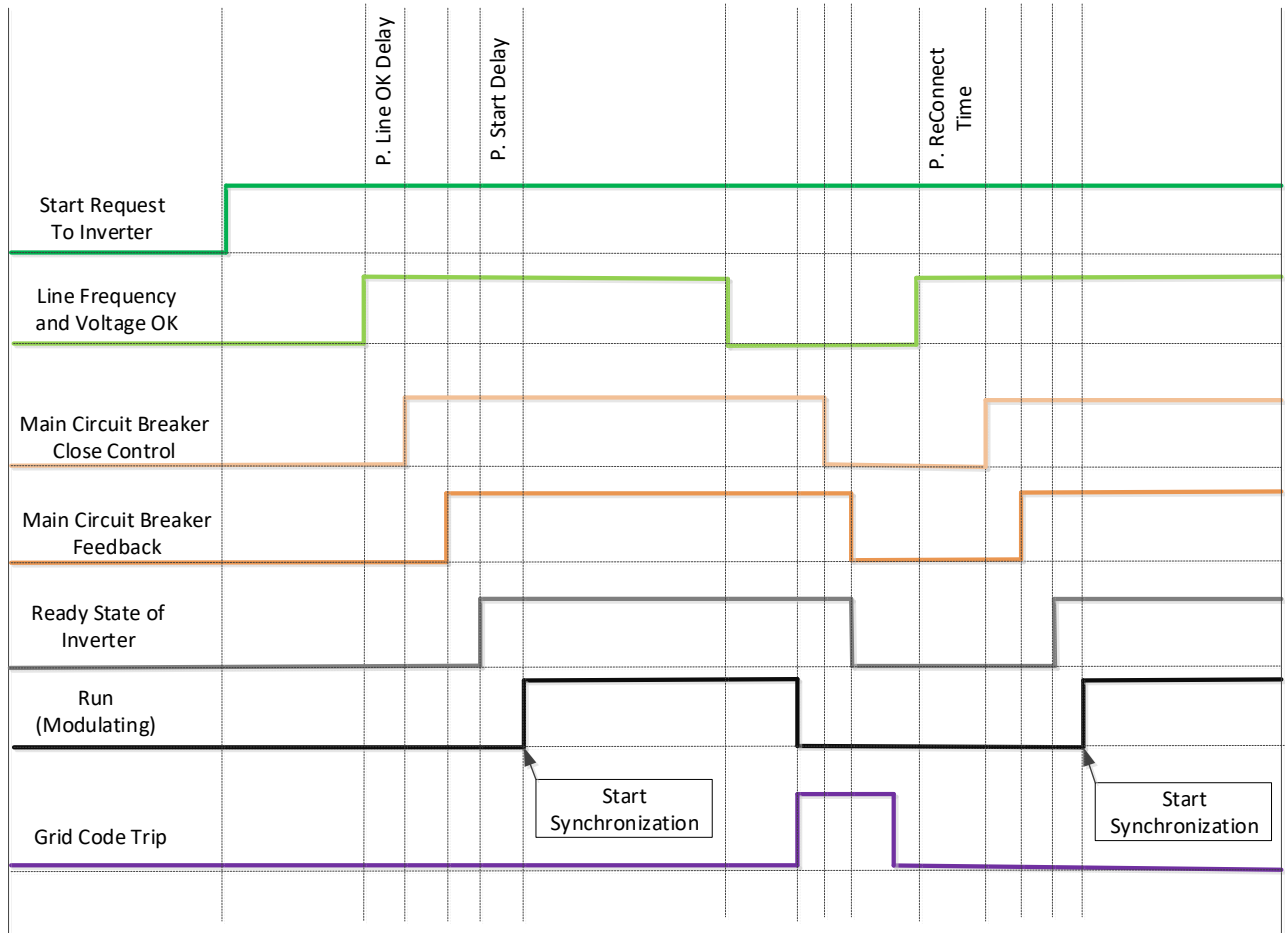 P. Line OK Delay
P. Start Delay
P. ReConnect
Time
Start Request
To Inverter
Line Frequency
and Voltage OK
Main Circuit Breaker
Close Control
Main Circuit Breaker
Feedback
Ready State of
Inverter
Run
(Modulating)
Start
Synchronization
Start
Synchronization
Grid Code Trip